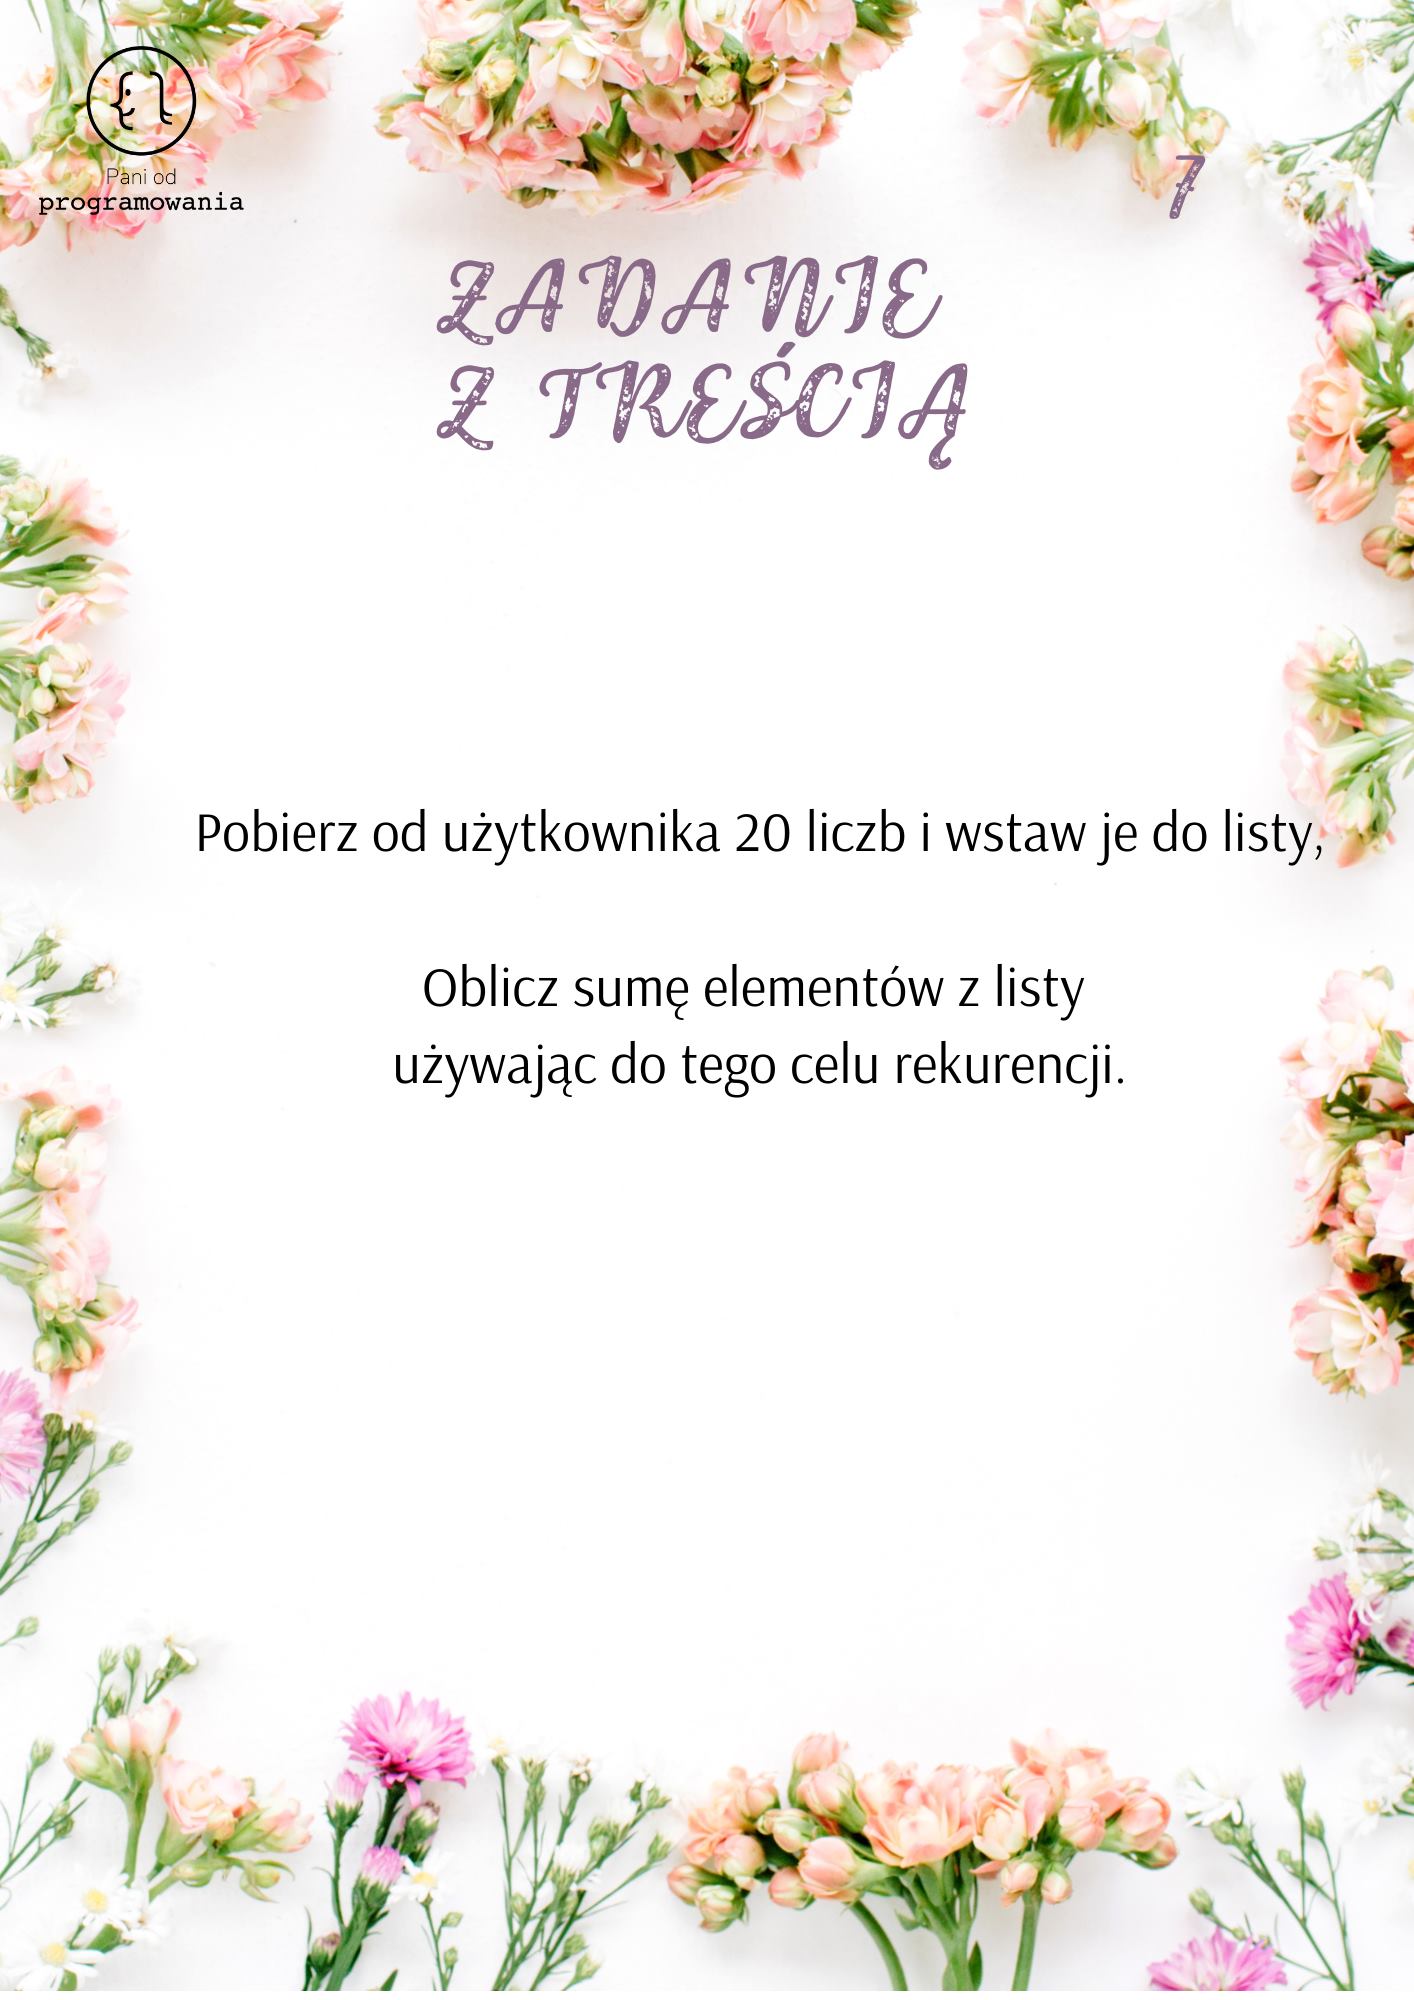 Pani od
programowania
7
ZADANIE
Z TREŚCIĄ
Pobierz od użytkownika 20 liczb i wstaw je do listy,
Oblicz sumę elementów z listy
używając do tego celu rekurencji.